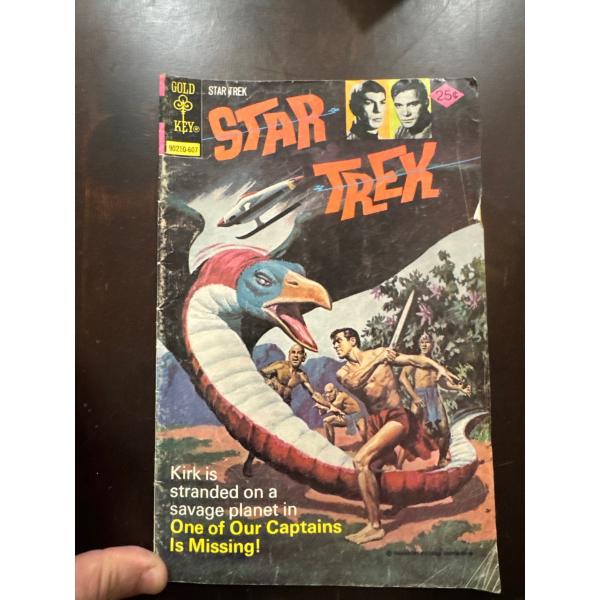 GOLD
KEY®
90210-607
STAR TREK
25¢
STAR
TREK
Kirk is
stranded on a
savage planet in
One of Our Captains
Is Missing!